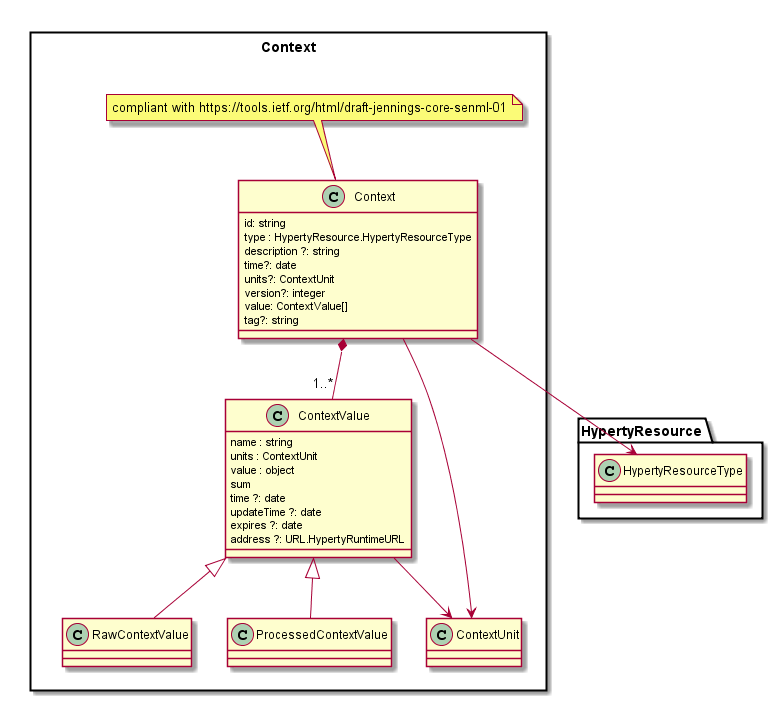 Context
compliant with https://tools.ietf.org/html/draft-jennings-core-senml-01
C Context
id: string
type : HypertyResource.HypertyResourceType
description ?: string
time?: date
units?: ContextUnit
version?: integer
value: ContextValue[]
tag?: string
1..*
C ContextValue
name : string
units : ContextUnit
value : object
sum
time ?: date
updateTime ?: date
expires ?: date
address ?: URL.HypertyRuntimeURL
HypertyResource
C HypertyResourceType
C RawContextValue
C ProcessedContextValue
C ContextUnit